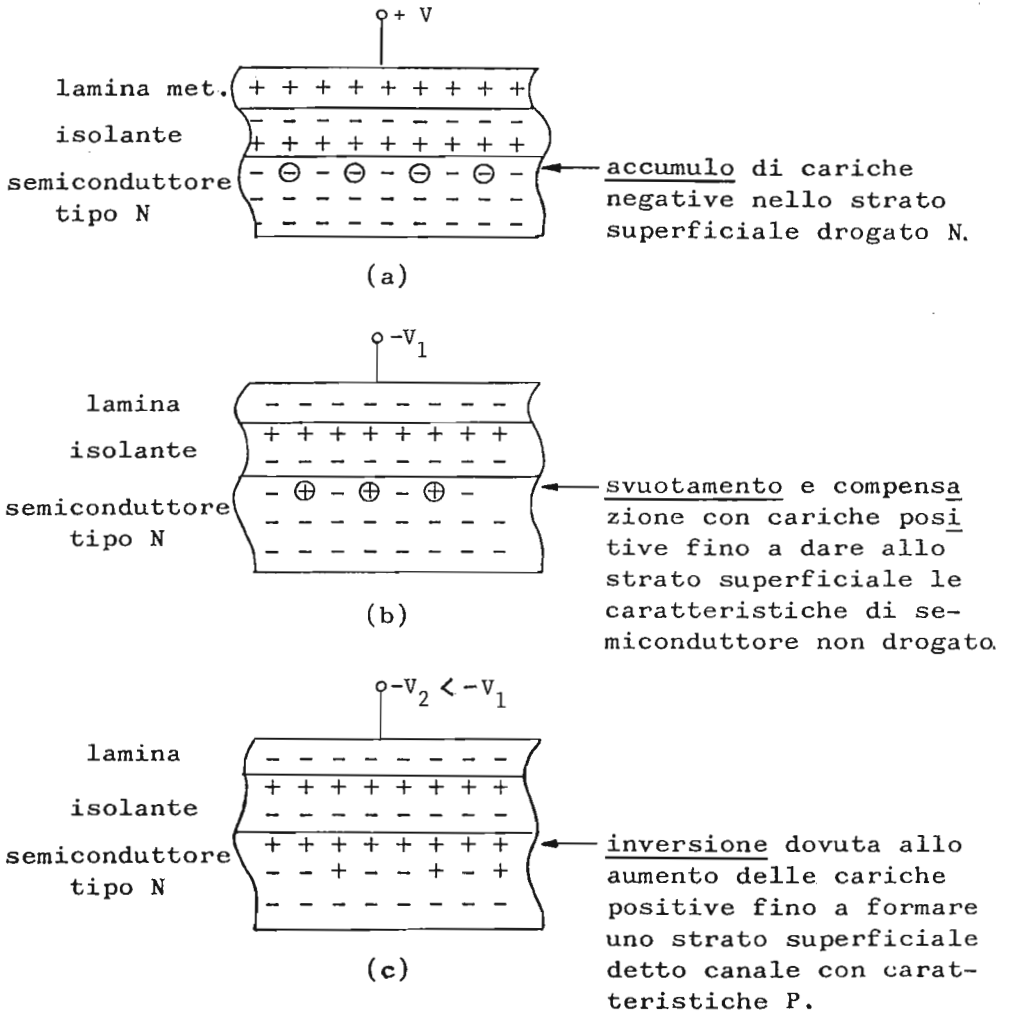 + V
lamina met.
+ + + + + + + + +
isolante
- - - - - - - - -
+ + + + + + + + +
semiconduttore
tipo N
- ⊖ - ⊖ - ⊖ - ⊖ -
- - - - - - - - -
- - - - - - - - -
accumulo di cariche
negative nello strato
superficiale drogato N.
(a)
-V1
lamina
- - - - - - - -
isolante
+ + + + + + + +
- - - - - - - -
semiconduttore
tipo N
- ⊕ - ⊕ - ⊕ -
- - - - - - - -
- - - - - - - -
svuotamento e compensa
zione con cariche posi
tive fino a dare allo
strato superficiale le
caratteristiche di se-
miconduttore non drogato.
(b)
-V2 < -V1
lamina
- - - - - - - -
isolante
+ + + + + + + +
- - - - - - - -
semiconduttore
tipo N
+ + + + + + + +
- - + - - + - +
- - - - - - - -
inversione dovuta allo
aumento delle cariche
positive fino a formare
uno strato superficiale
detto canale con carat-
teristiche P.
(c)